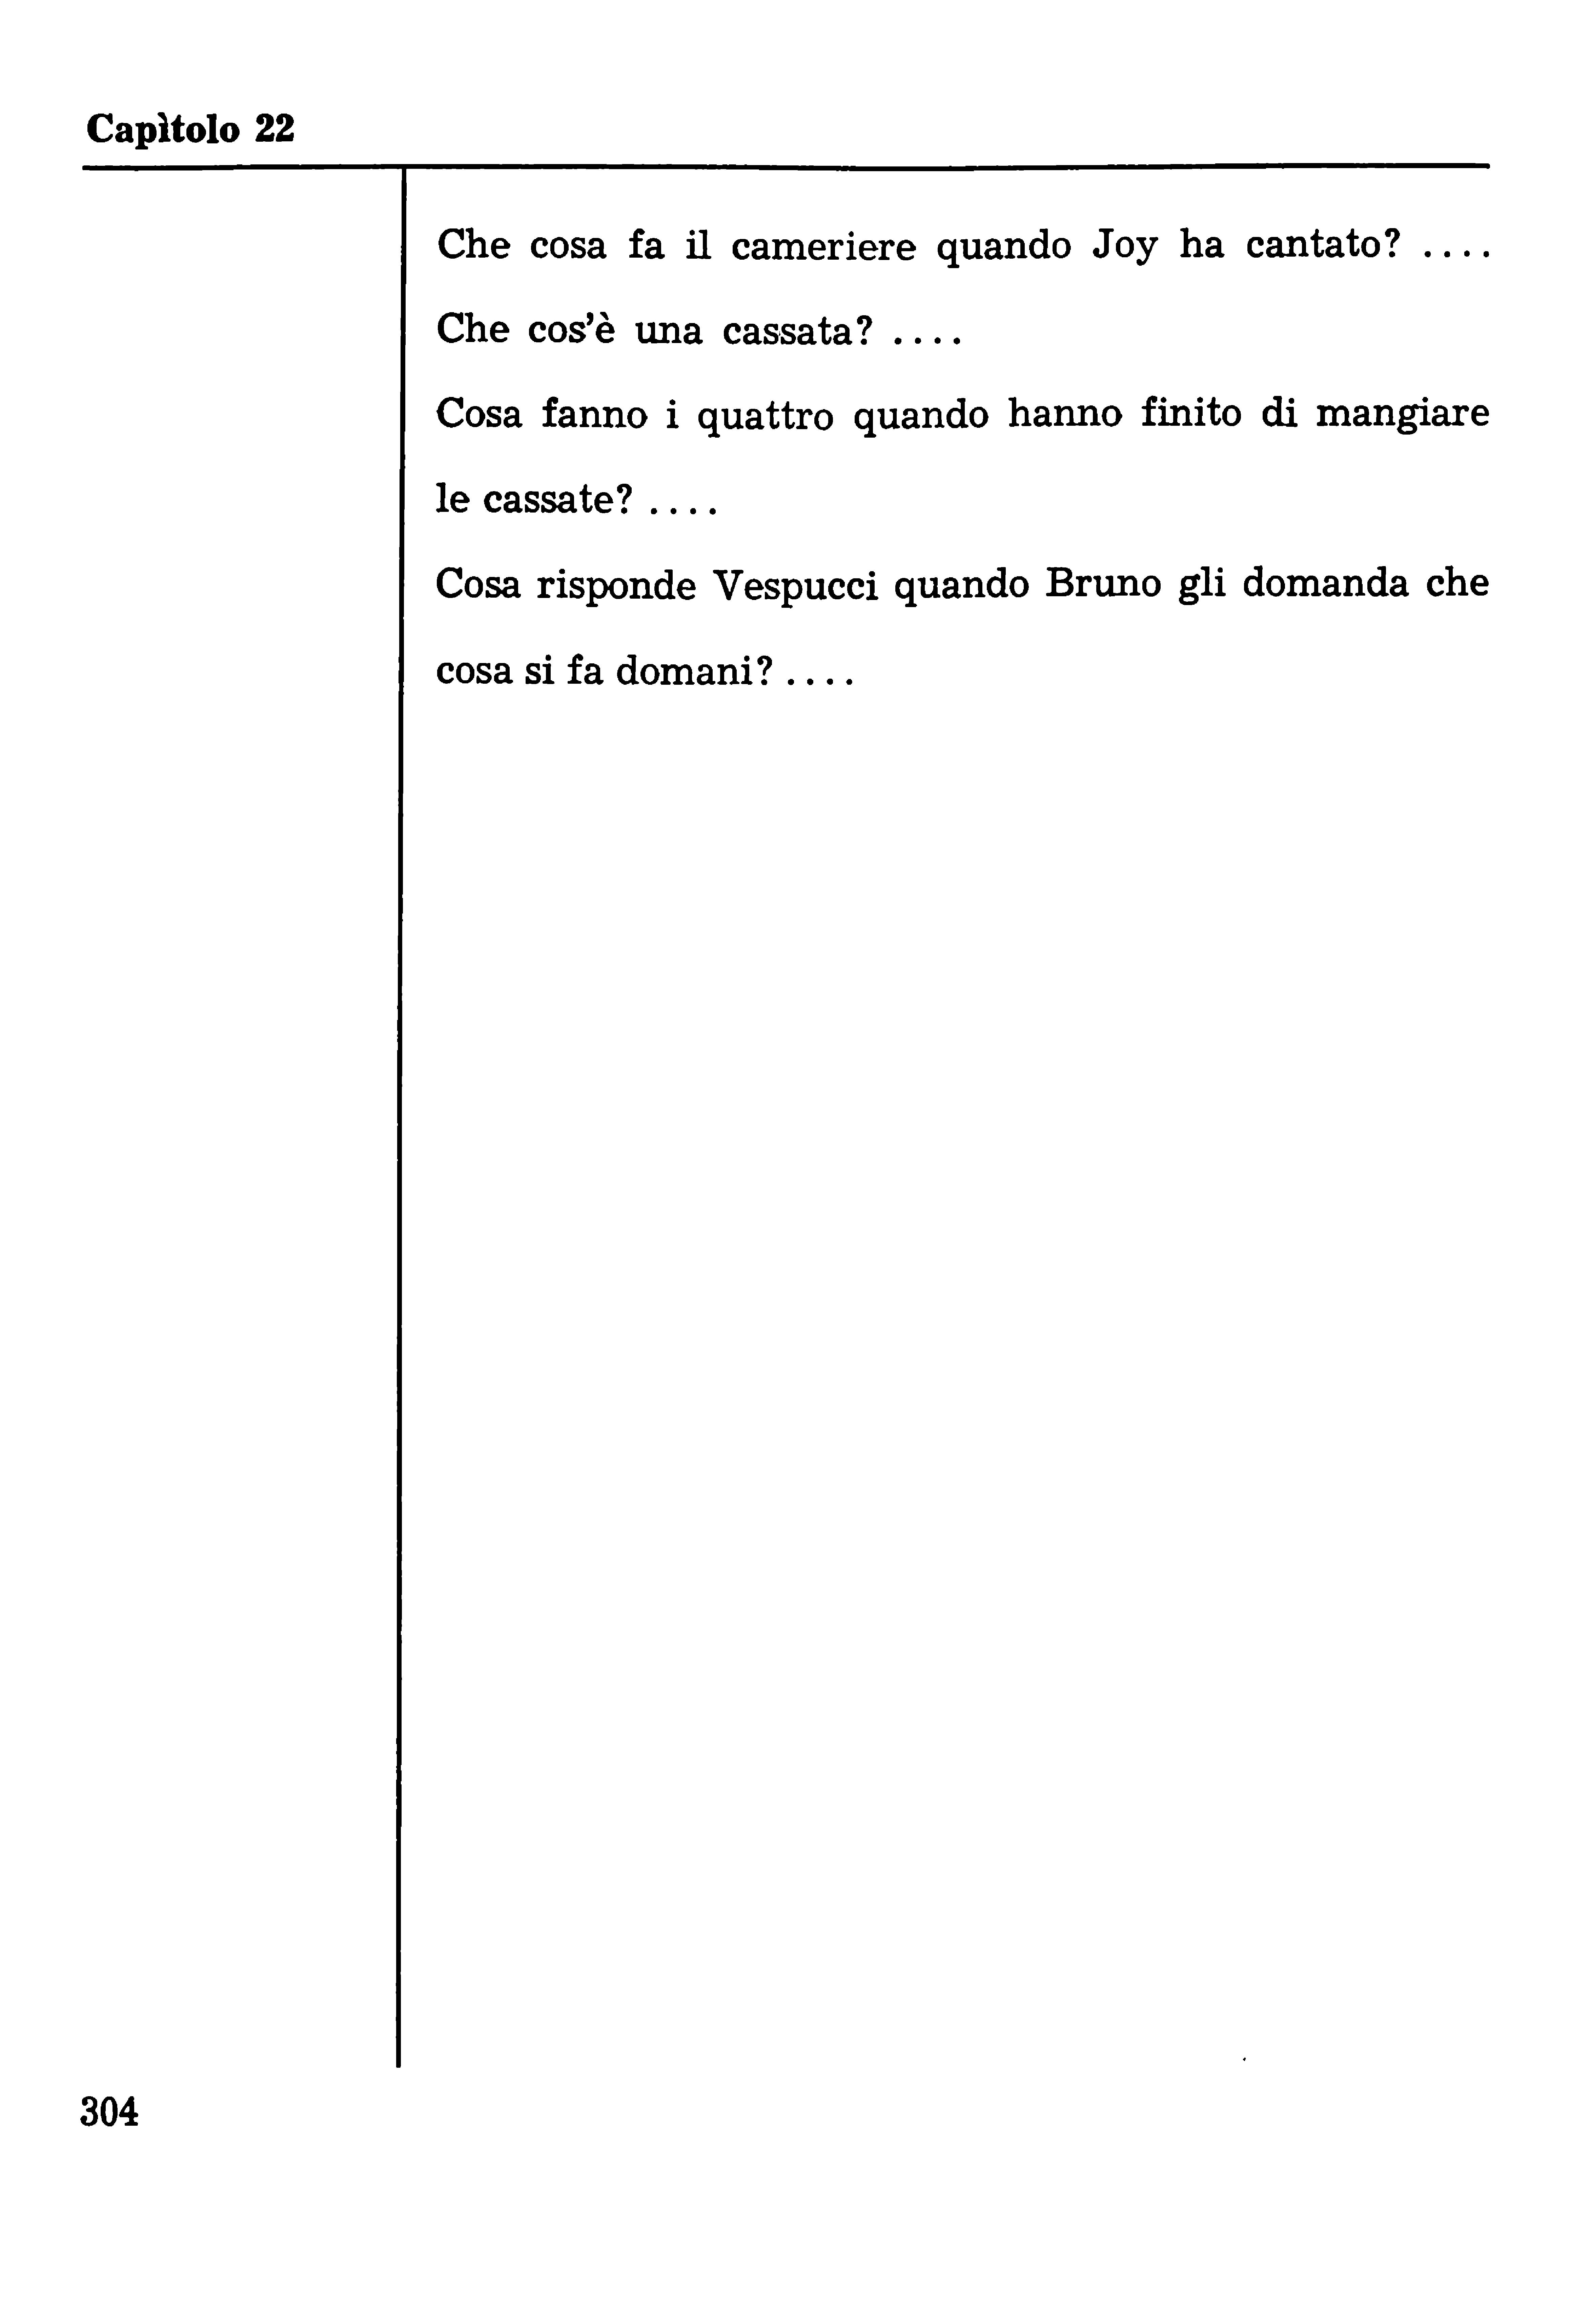 Capìtolo 22
Che cosa fa il cameriere quando Joy ha cantato? ....
Che cos’è una cassata? ....
Cosa fanno i quattro quando hanno finito di mangiare
le cassate? ....
Cosa risponde Vespucci quando Bruno gli domanda che
cosa si fa domani? ....
304